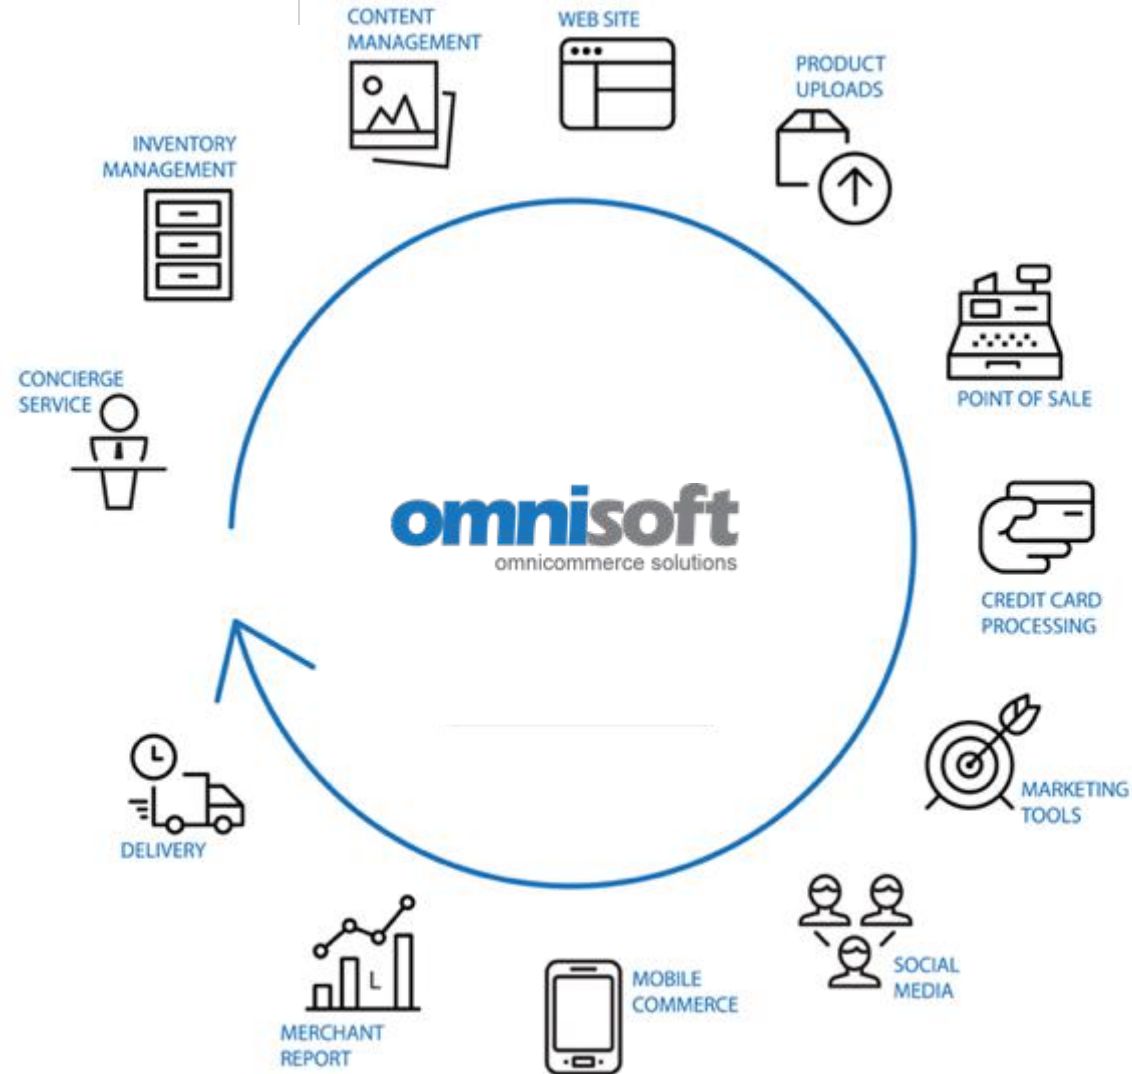 CONTENT
MANAGEMENT
WEB SITE
PRODUCT
UPLOADS
INVENTORY
MANAGEMENT
POINT OF SALE
CONCIERGE
SERVICE
omnisoft
omnicommerce solutions
CREDIT CARD
PROCESSING
MARKETING
TOOLS
DELIVERY
L
SOCIAL
MEDIA
MOBILE
COMMERCE
MERCHANT
REPORT